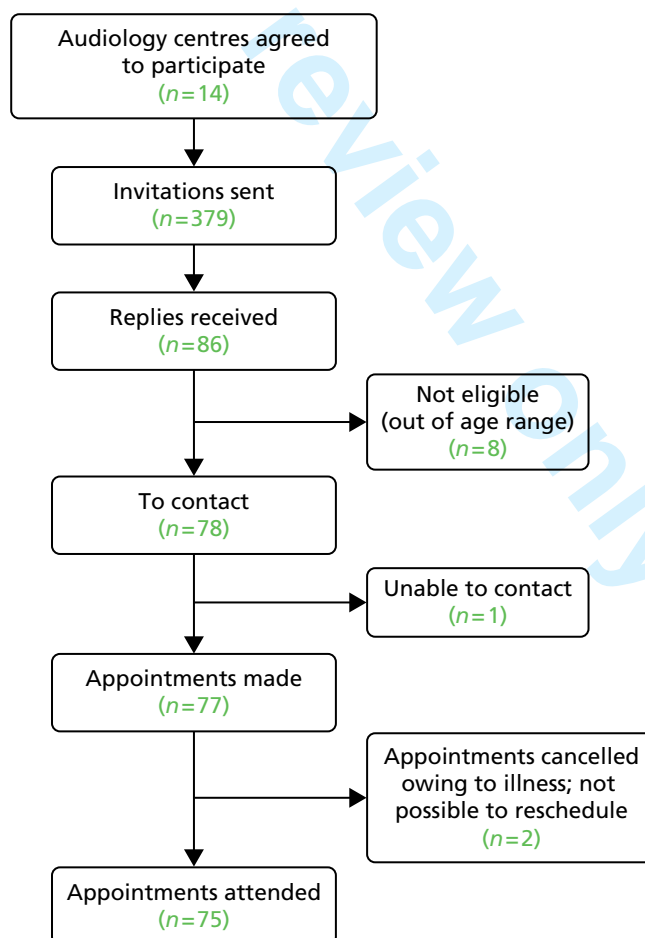 Audiology centres agreed
to participate
(n=14)
Invitations sent
(n=379)
Replies received
(n=86)
Not eligible
(out of age range)
(n=8)
To contact
(n=78)
Unable to contact
(n=1)
Appointments made
(n=77)
Appointments cancelled
owing to illness; not
possible to reschedule
(n=2)
Appointments attended
(n=75)
review only